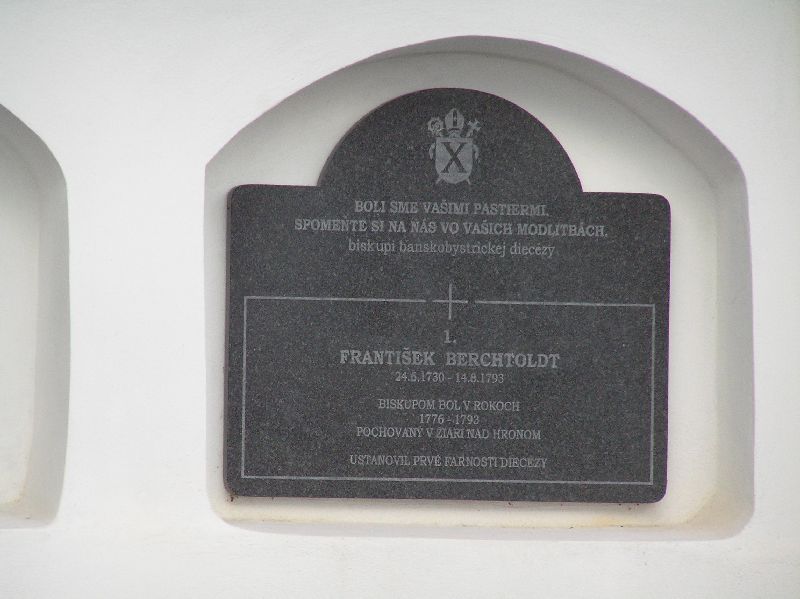 X
BOLI SME VAŠIMI PASTIERMI.
SPOMEŇTE SI NA NÁS VO VAŠICH MODLITBÁCH.
biskupi banskobystrickej diecézy
1.
FRANTIŠEK BERCHTOLDT
24.6.1730 - 14.8.1793
BISKUPOM BOL V ROKOCH
1776 - 1793
POCHOVANÝ V ŽIARI NAD HRONOM
USTANOVIL PRVÉ FARNOSTI DIECÉZY